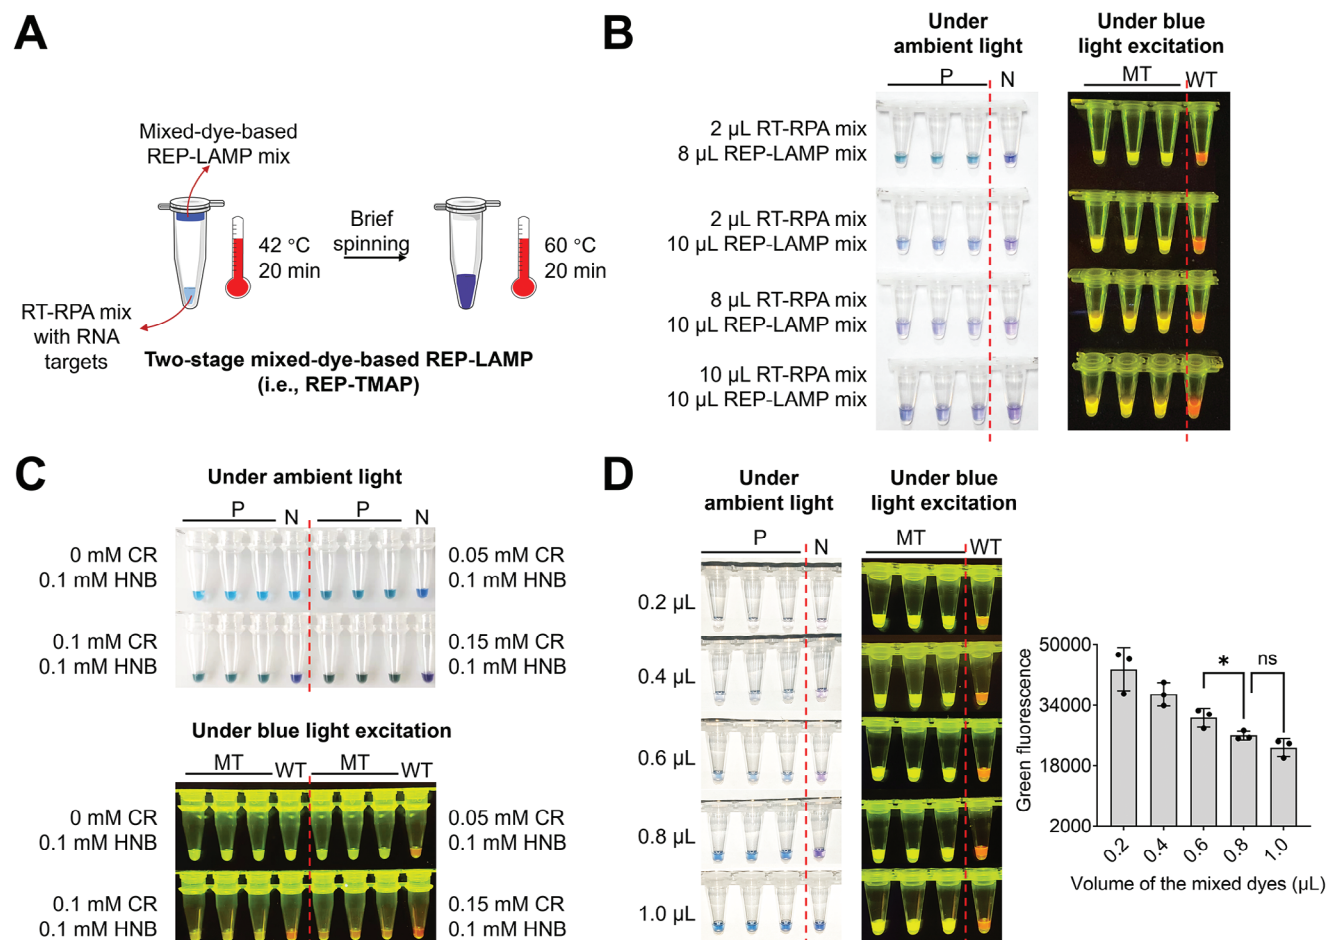 A
Mixed-dye-based
REP-LAMP mix
42 °C
20 min
Brief
spinning
60 °C
20 min
RT-RPA mix
with RNA
targets
Two-stage mixed-dye-based REP-LAMP
(i.e., REP-TMAP)
B
Under
ambient light
Under blue
light excitation
P
N
MT
WT
2 µL RT-RPA mix
8 µL REP-LAMP mix
2 µL RT-RPA mix
10 µL REP-LAMP mix
8 µL RT-RPA mix
10 µL REP-LAMP mix
10 µL RT-RPA mix
10 µL REP-LAMP mix
C
Under ambient light
P
N
P
N
0 mM CR
0.1 mM HNB
0.05 mM CR
0.1 mM HNB
0.1 mM CR
0.1 mM HNB
0.15 mM CR
0.1 mM HNB
Under blue light excitation
MT
WT
MT
WT
0 mM CR
0.1 mM HNB
0.05 mM CR
0.1 mM HNB
0.1 mM CR
0.1 mM HNB
0.15 mM CR
0.1 mM HNB
D
Under
ambient light
Under blue
light excitation
P
N
MT
WT
0.2 µL
0.4 µL
0.6 µL
0.8 µL
1.0 µL
Green fluorescence
50000
34000
18000
2000
*
ns
0.2
0.4
0.6
0.8
1.0
Volume of the mixed dyes (µL)